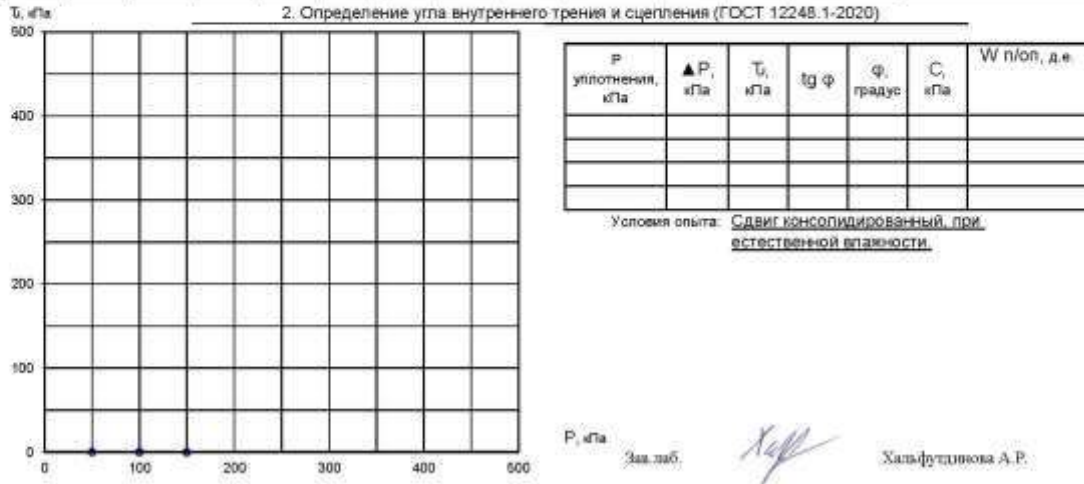 τ, кПа
2. Определение угла внутреннего трения и сцепления (ГОСТ 12248.1-2020)
500
400
300
200
100
0
0 100 200 300 400 500
P уплотнения, кПа
▲P, кПа
τ, кПа
tg φ
φ, градус
C, кПа
W п/оп, д.е.
Условия опыта: Сдвиг консолидированный, при
естественной влажности.
P, кПа
Зав.лаб.
Хальфутдинова А.Р.